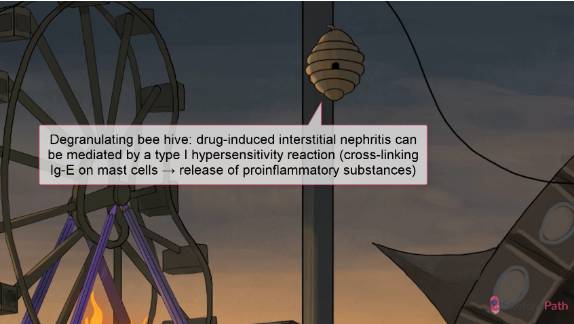 Degranulating bee hive: drug-induced interstitial nephritis can
be mediated by a type I hypersensitivity reaction (cross-linking
Ig-E on mast cells → release of proinflammatory substances)
Path